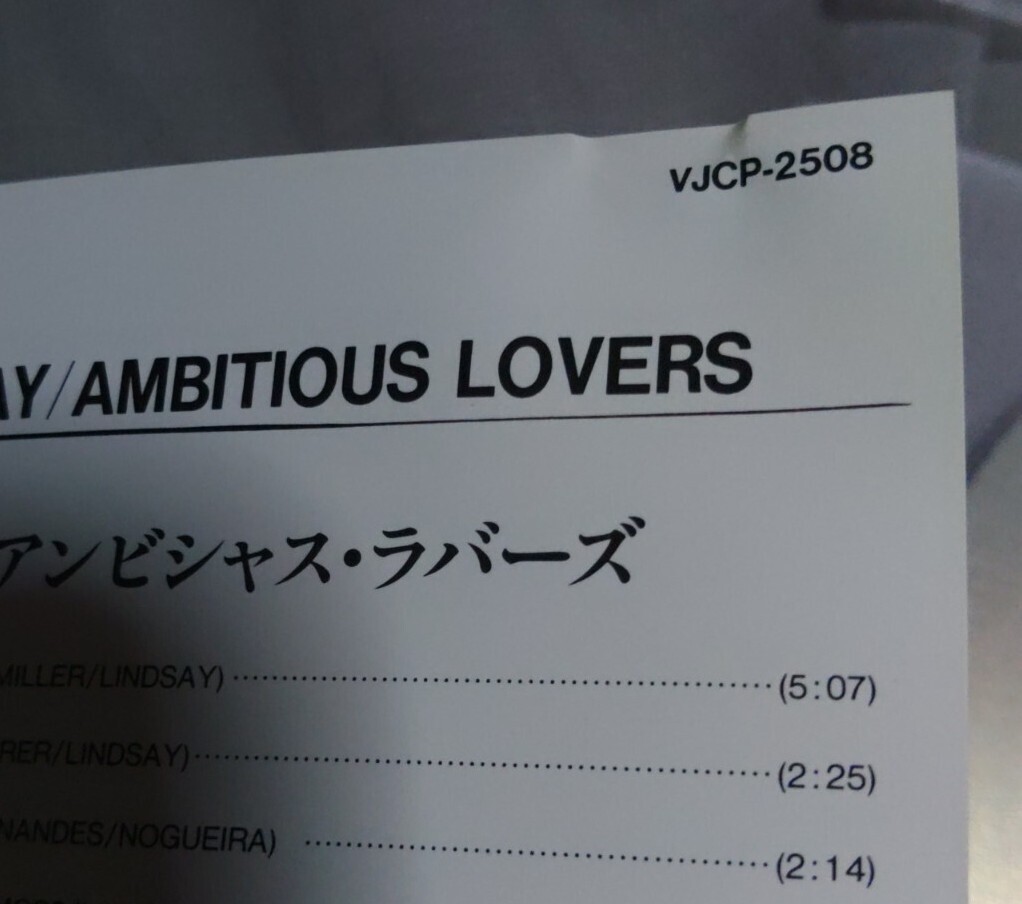 VJCP-2508
AY/AMBITIOUS LOVERS
アンビシャス・ラバーズ
MILLER/LINDSAY) (5:07)
RER/LINDSAY) (2:25)
NANDES/NOGUEIRA) (2:14)